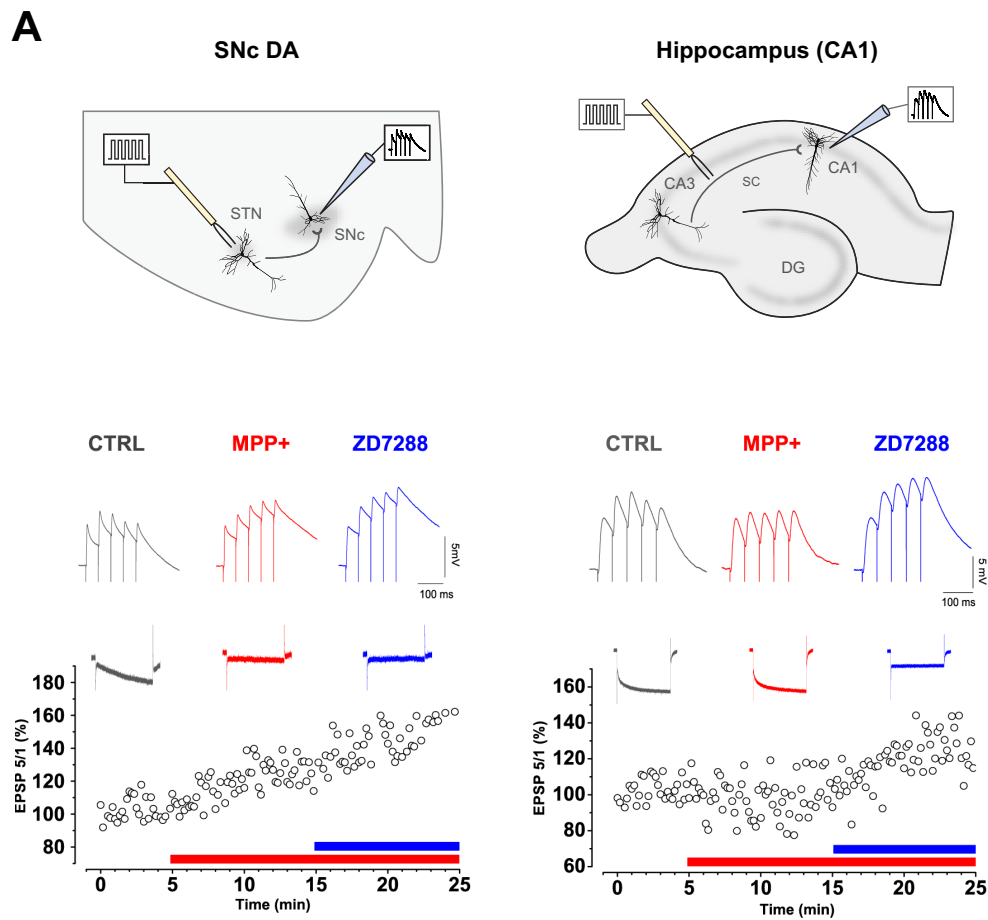 A
SNc DA
Hippocampus (CA1)
STN
SNc
CA3
SC
CA1
DG
CTRL
MPP+
ZD7288
5mV
100 ms
180
160
140
120
100
80
EPSP 5/1 (%)
0
5
10
15
20
25
Time (min)
CTRL
MPP+
ZD7288
5 mV
100 ms
160
140
120
100
80
60
EPSP 5/1 (%)
0
5
10
15
20
25
Time (min)